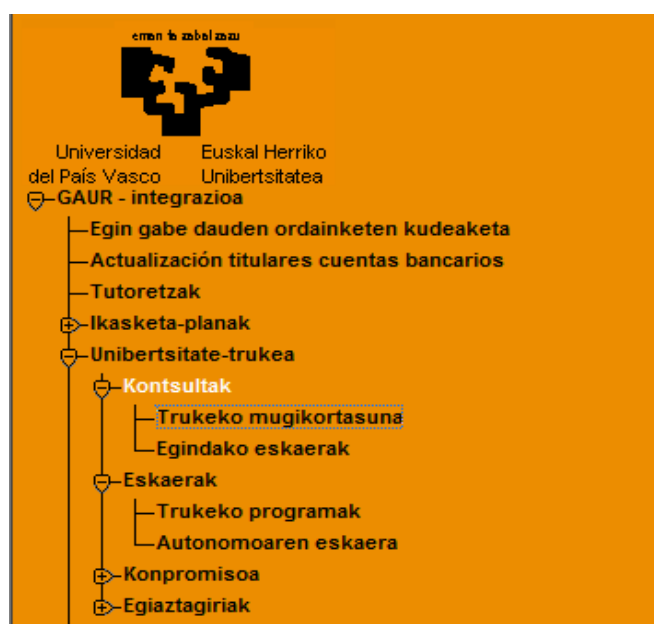 eman ta zabal zazu
Universidad Euskal Herriko
del País Vasco Unibertsitatea
GAUR - integrazioa
Egin gabe dauden ordainketen kudeaketa
Actualización titulares cuentas bancarios
Tutoretzak
Ikasketa-planak
Unibertsitate-trukea
Kontsultak
Trukeko mugikortasuna
Egindako eskaerak
Eskaerak
Trukeko programak
Autonomoaren eskaera
Konpromisoa
Egiaztagiriak